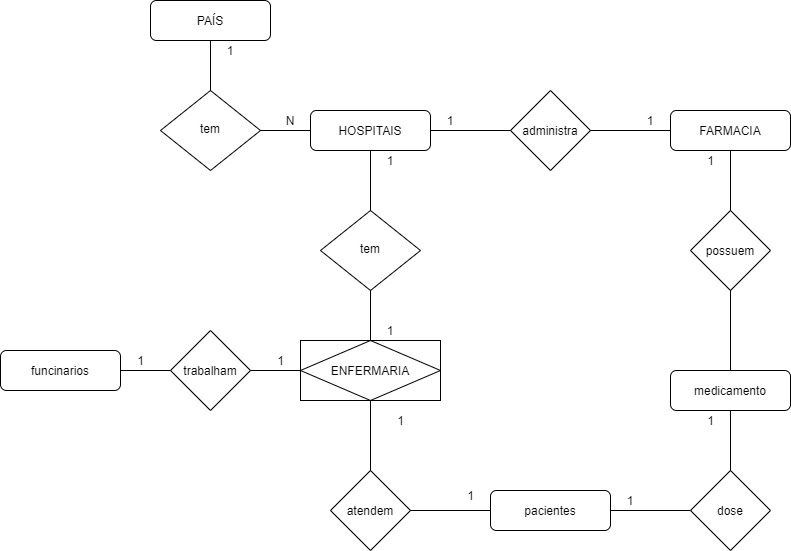 PAÍS
1
tem
N
HOSPITAIS
1
administra
1
FARMACIA
1
1
tem
possuem
1
funcinarios
1
trabalham
1
ENFERMARIA
medicamento
1
1
atendem
1
pacientes
1
dose